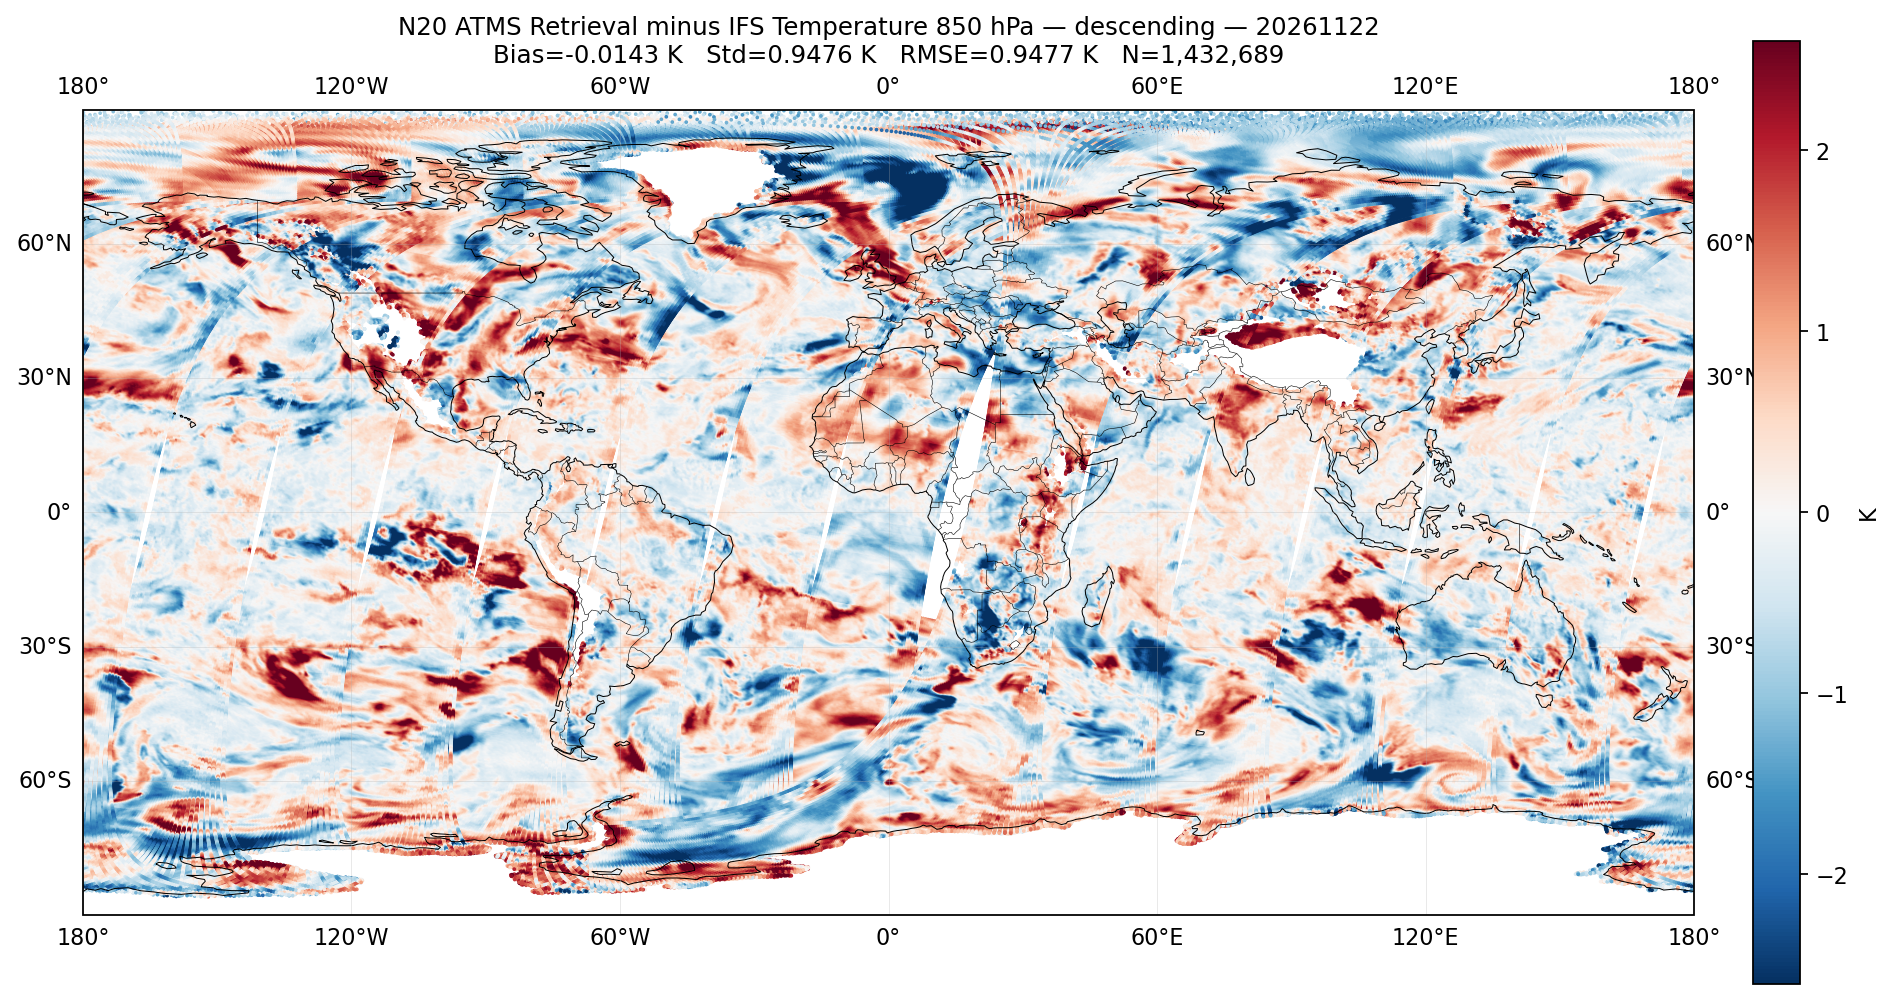 N20 ATMS Retrieval minus IFS Temperature 850 hPa — descending — 20261122
Bias=-0.0143 K   Std=0.9476 K   RMSE=0.9477 K   N=1,432,689
180° 120°W 60°W 0° 60°E 120°E 180°
60°N 60°N
30°N 30°N
0° 0°
30°S 30°S
60°S 60°S
180° 120°W 60°W 0° 60°E 120°E 180°
2
1
0
−1
−2
K